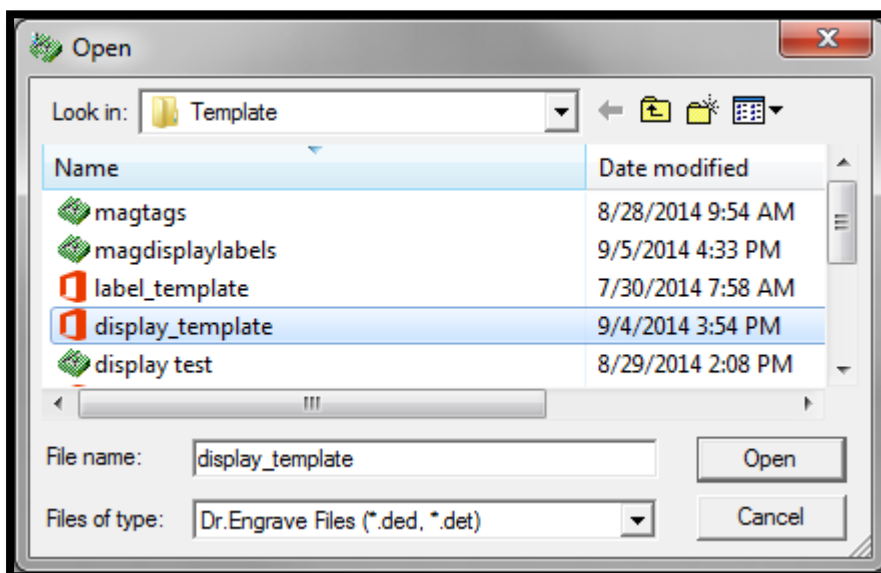 Open
Look in: Template
Name Date modified
magtags 8/28/2014 9:54 AM
magdisplaylabels 9/5/2014 4:33 PM
label_template 7/30/2014 7:58 AM
display_template 9/4/2014 3:54 PM
display test 8/29/2014 2:08 PM
File name: display_template Open
Files of type: Dr.Engrave Files (*.ded, *.det) Cancel